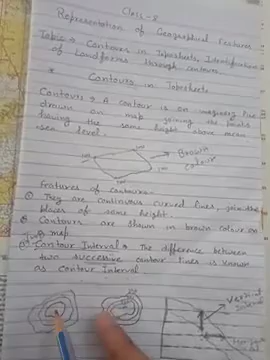 Class-8
Representation of Geographical Features
Topic → Contours in Toposheets, Identification
of Landforms through contours.
Contours in Toposheets
Contours → A contour is an imaginary line
drawn on map joining the places
having the same height above mean
sea level.
Brown
colour
Features of contours-
① They are continuous curved lines, join the
places of same height.
② Contours are shown in brown colour on
map.
Contour Interval → The difference between
two successive contour lines is known
as contour Interval.
Vertical
Interval